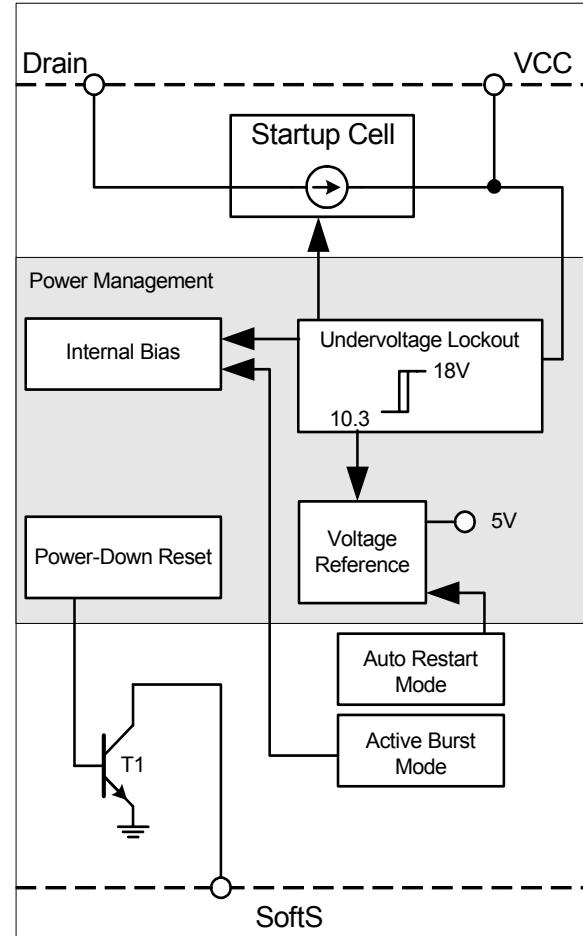 Drain
VCC
Startup Cell
Power Management
Internal Bias
Undervoltage Lockout
18V
10.3
Power-Down Reset
Voltage
Reference
5V
Auto Restart
Mode
Active Burst
Mode
T1
SoftS